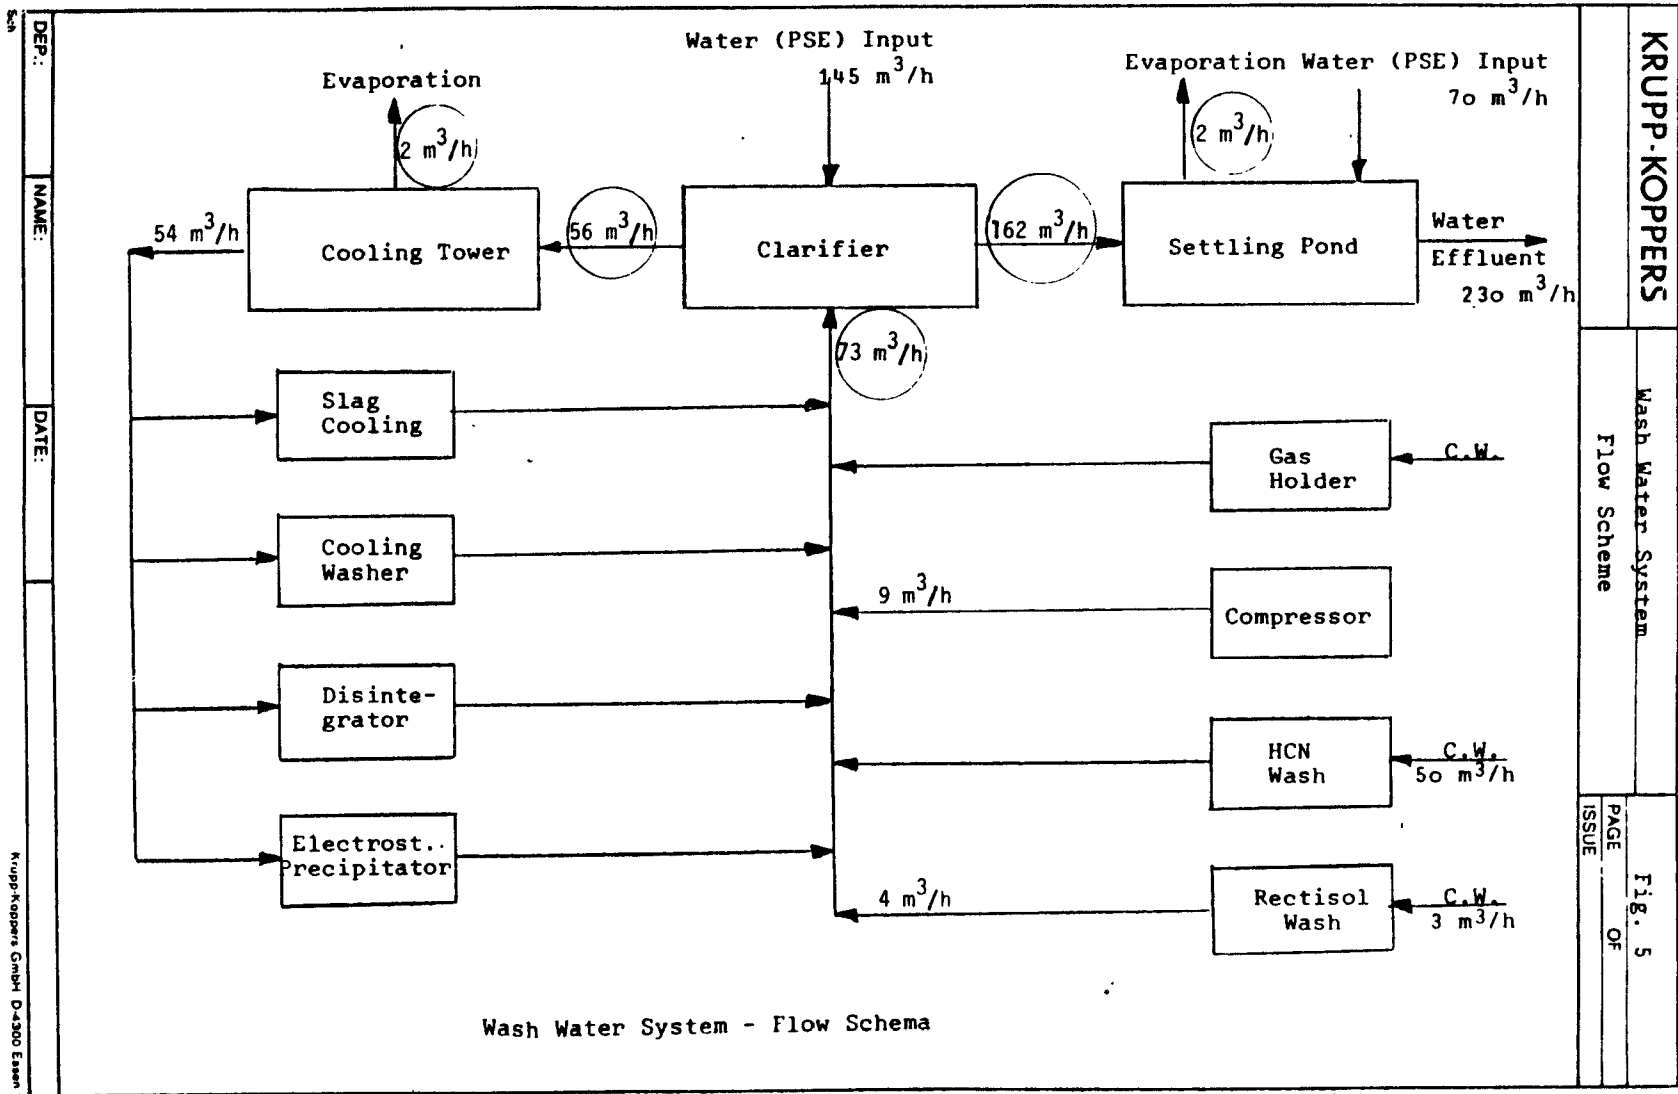 Water (PSE) Input
145 m³/h
Evaporation
2 m³/h
Evaporation Water (PSE) Input
7o m³/h
2 m³/h
54 m³/h
Cooling Tower
56 m³/h
Clarifier
162 m³/h
Settling Pond
Water
Effluent
23o m³/h
73 m³/h
Slag
Cooling
Gas
Holder
C.W.
Cooling
Washer
9 m³/h
Compressor
Disinte-
grator
HCN
Wash
C.W.
5o m³/h
Electrost..
Precipitator
4 m³/h
Rectisol
Wash
C.W.
3 m³/h
Wash Water System - Flow Schema
KRUPP-KOPPERS
Wash Water System
Flow Scheme
Fig. 5
PAGE OF
ISSUE
DEP.:
NAME:
DATE:
Sch
Krupp-Koppers GmbH D-4300 Essen